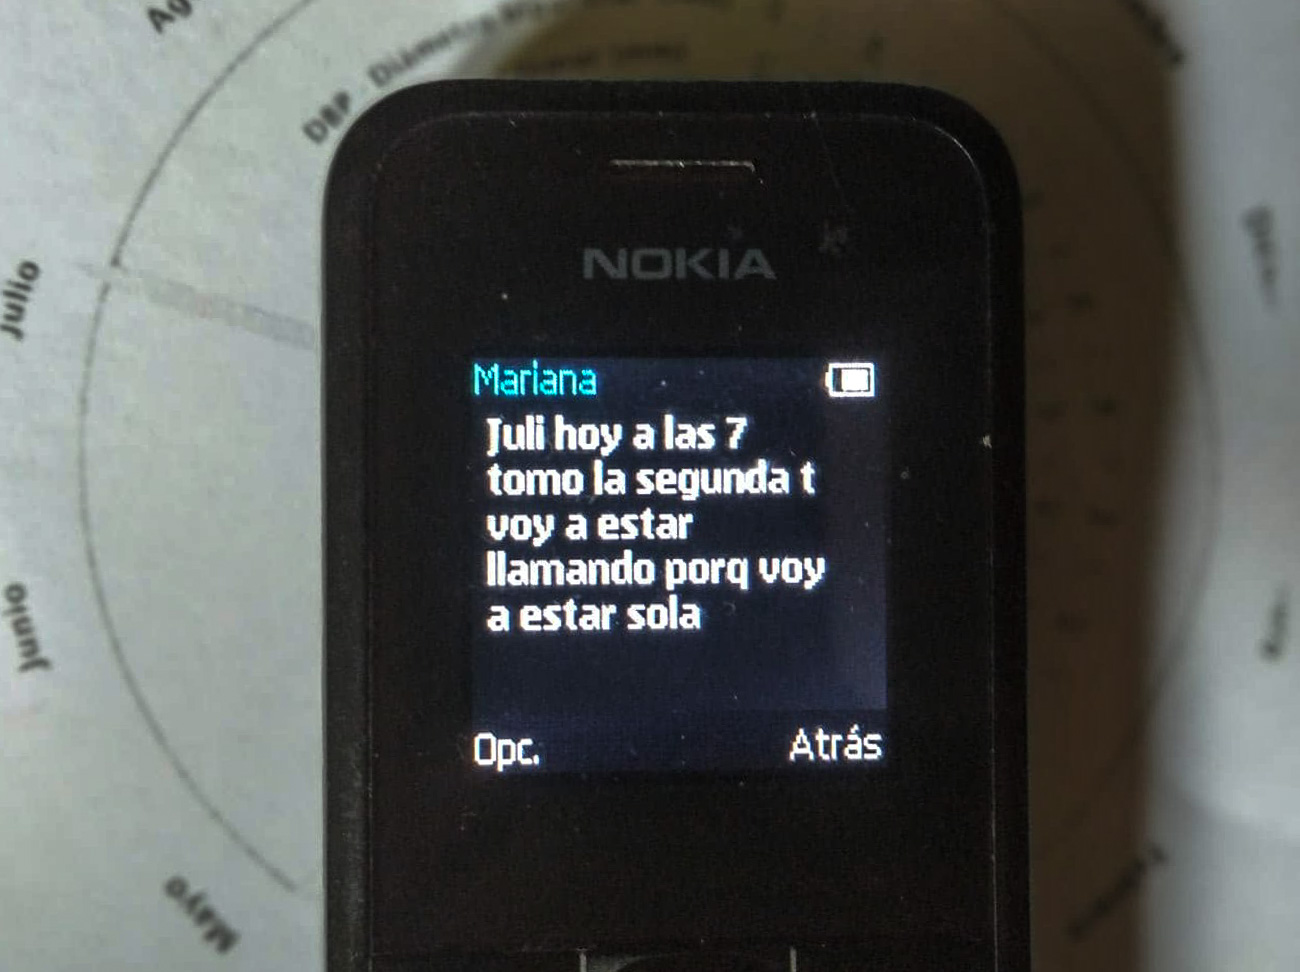 DBP - Diámetro
NOKIA
Mariana
Juli hoy a las 7
tomo la segunda t
voy a estar
llamando porq voy
a estar sola
Opc.
Atrás
Julio
Junio
Mayo